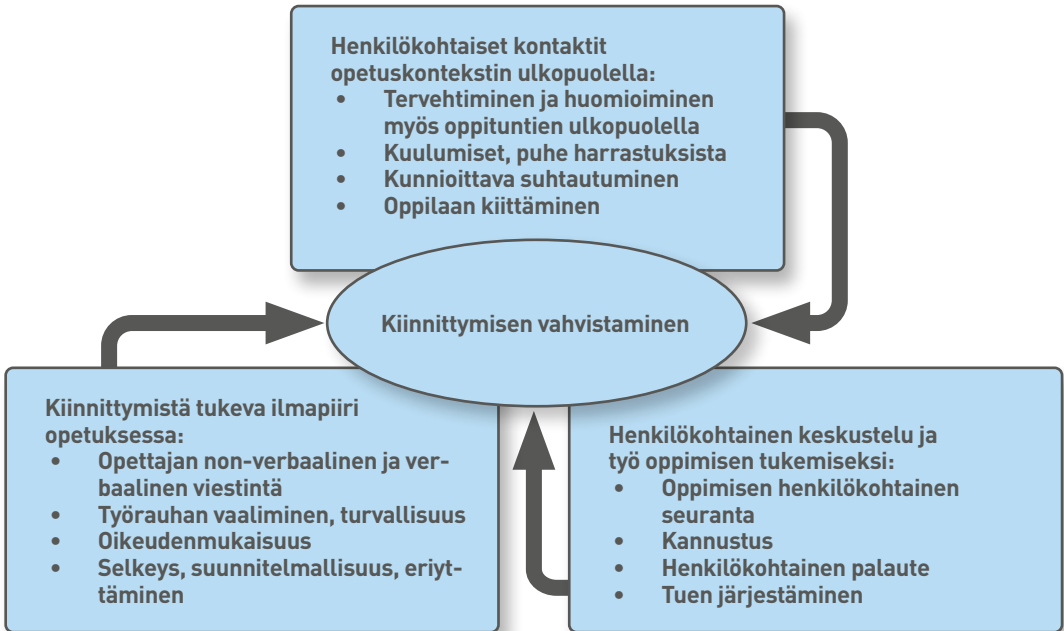 Henkilökohtaiset kontaktit
opetuskontekstin ulkopuolella:
• Tervehtiminen ja huomioiminen
myös oppituntien ulkopuolella
• Kuulumiset, puhe harrastuksista
• Kunnioittava suhtautuminen
• Oppilaan kiittäminen
Kiinnittymisen vahvistaminen
Kiinnittymistä tukeva ilmapiiri
opetuksessa:
• Opettajan non-verbaalinen ja ver-
baalinen viestintä
• Työrauhan vaaliminen, turvallisuus
• Oikeudenmukaisuus
• Selkeys, suunnitelmallisuus, eriyt-
täminen
Henkilökohtainen keskustelu ja
työ oppimisen tukemiseksi:
• Oppimisen henkilökohtainen
seuranta
• Kannustus
• Henkilökohtainen palaute
• Tuen järjestäminen